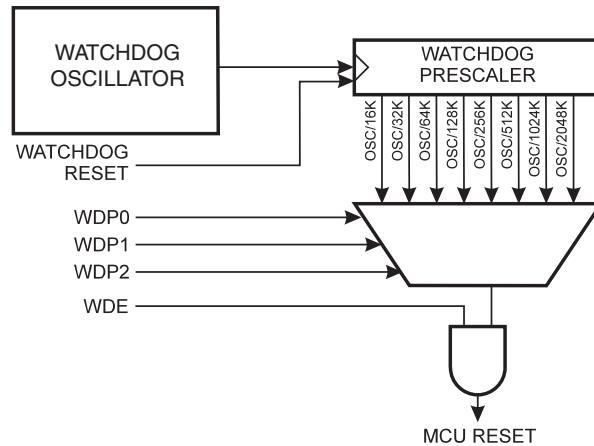 WATCHDOG
OSCILLATOR
WATCHDOG
PRESCALER
OSC/16K
OSC/32K
OSC/64K
OSC/128K
OSC/256K
OSC/512K
OSC/1024K
OSC/2048K
WATCHDOG
RESET
WDP0
WDP1
WDP2
WDE
MCU RESET